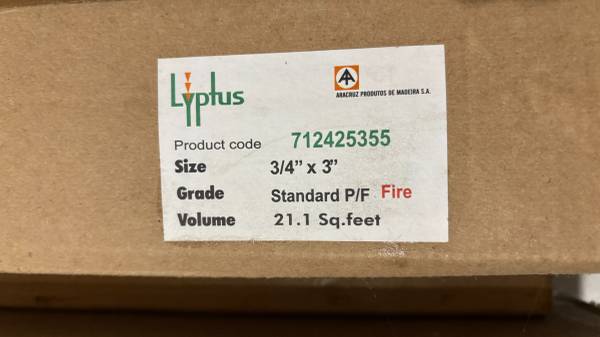 Lyptus
ARACRUZ PRODUTOS DE MADEIRA S.A.
Product code 712425355
Size 3/4” x 3”
Grade Standard P/F Fire
Volume 21.1 Sq.feet